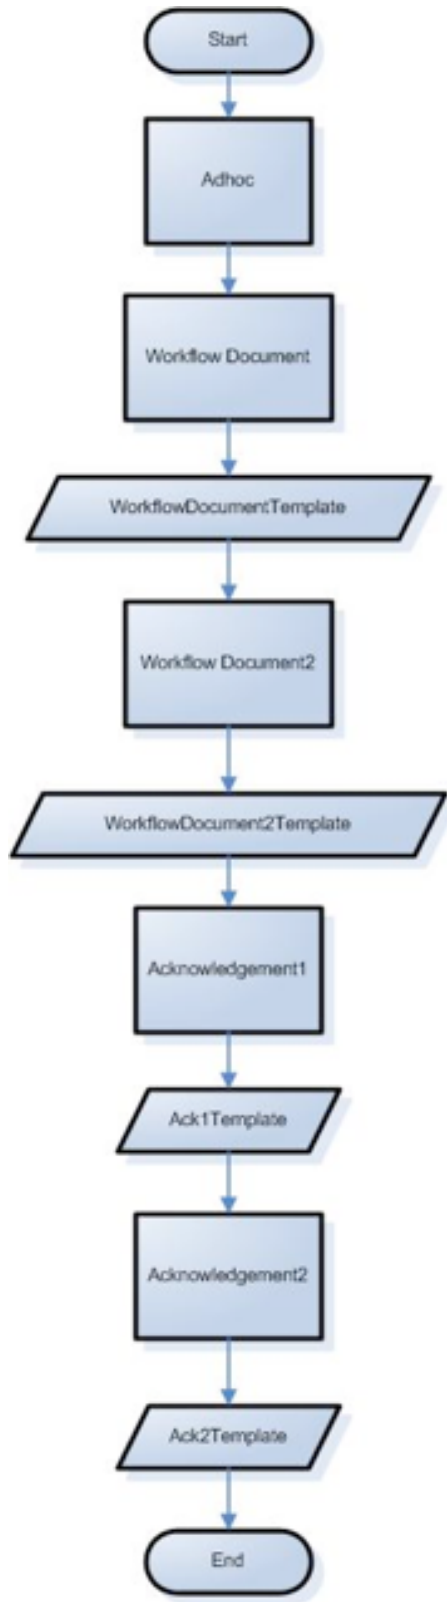 Start
Adhoc
Workflow Document
WorkflowDocumentTemplate
Workflow Document2
WorkflowDocument2Template
Acknowledgement1
Ack1Template
Acknowledgement2
Ack2Template
End